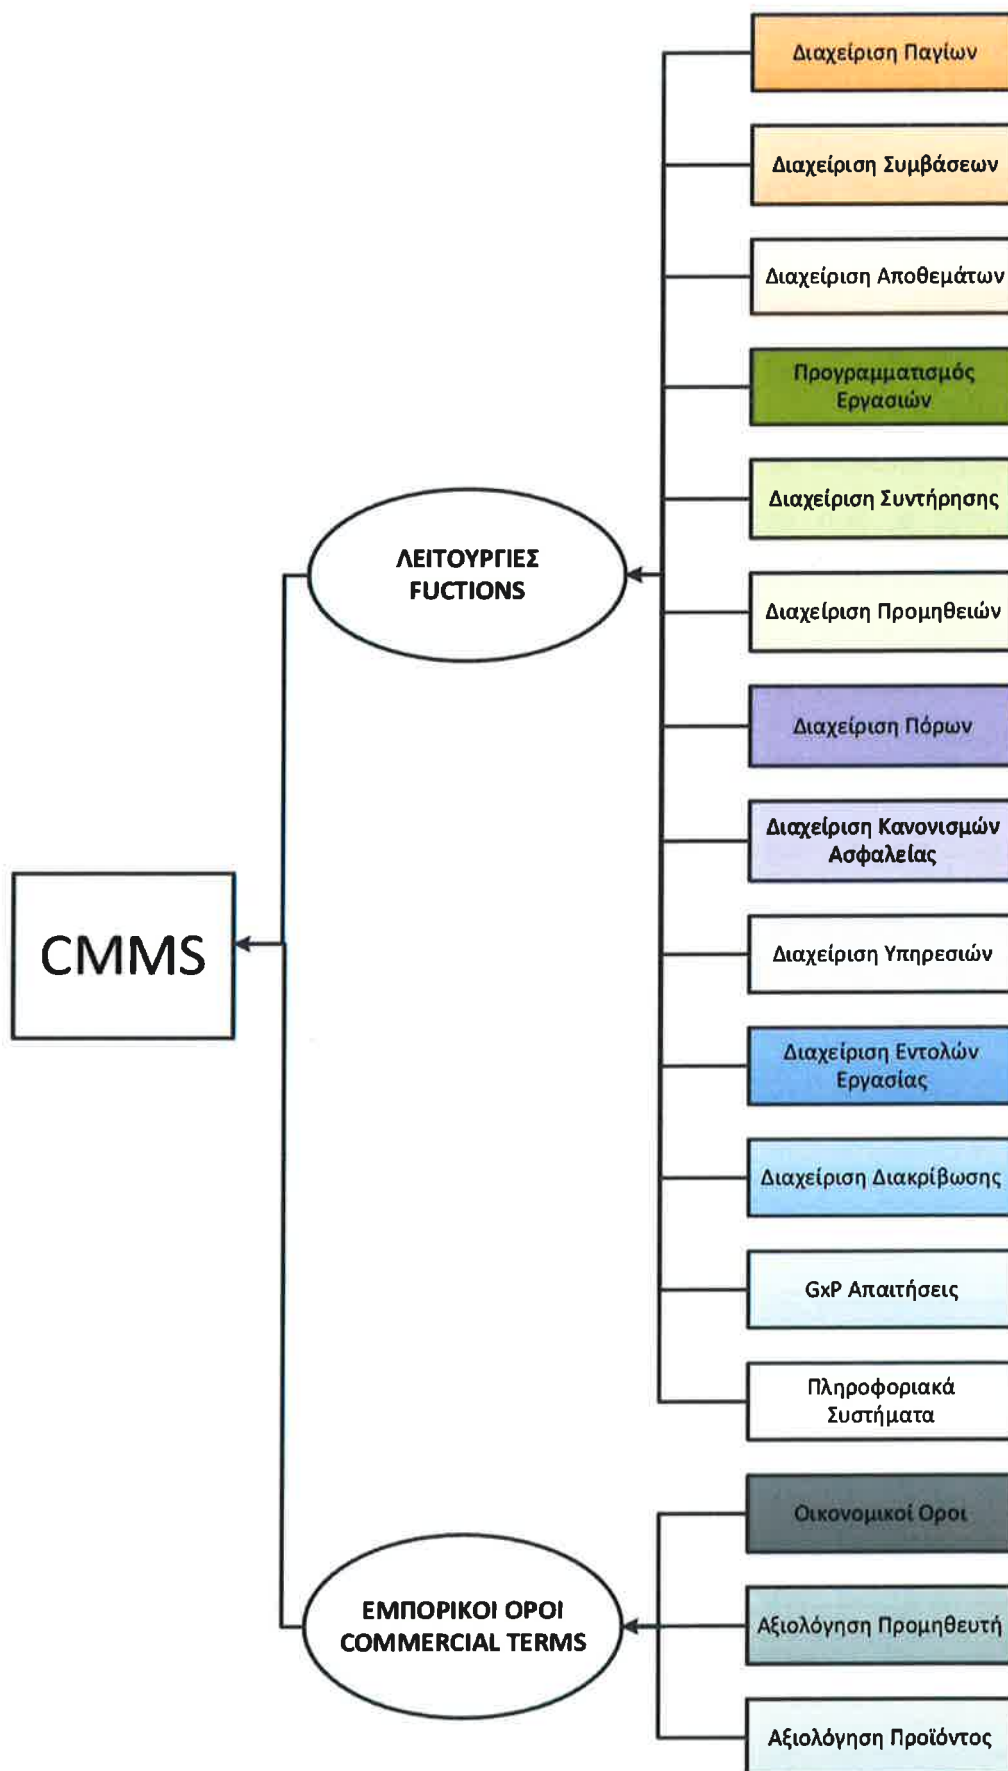 Διαχείριση Παγίων
Διαχείριση Συμβάσεων
Διαχείριση Αποθεμάτων
Προγραμματισμός
Εργασιών
Διαχείριση Συντήρησης
ΛΕΙΤΟΥΡΓΙΕΣ
FUCTIONS
Διαχείριση Προμηθειών
Διαχείριση Πόρων
Διαχείριση Κανονισμών
Ασφαλείας
CMMS
Διαχείριση Υπηρεσιών
Διαχείριση Εντολών
Εργασίας
Διαχείριση Διακρίβωσης
GxP Απαιτήσεις
Πληροφοριακά
Συστήματα
Οικονομικοί Οροι
ΕΜΠΟΡΙΚΟΙ ΟΡΟΙ
COMMERCIAL TERMS
Αξιολόγηση Προμηθευτή
Αξιολόγηση Προϊόντος